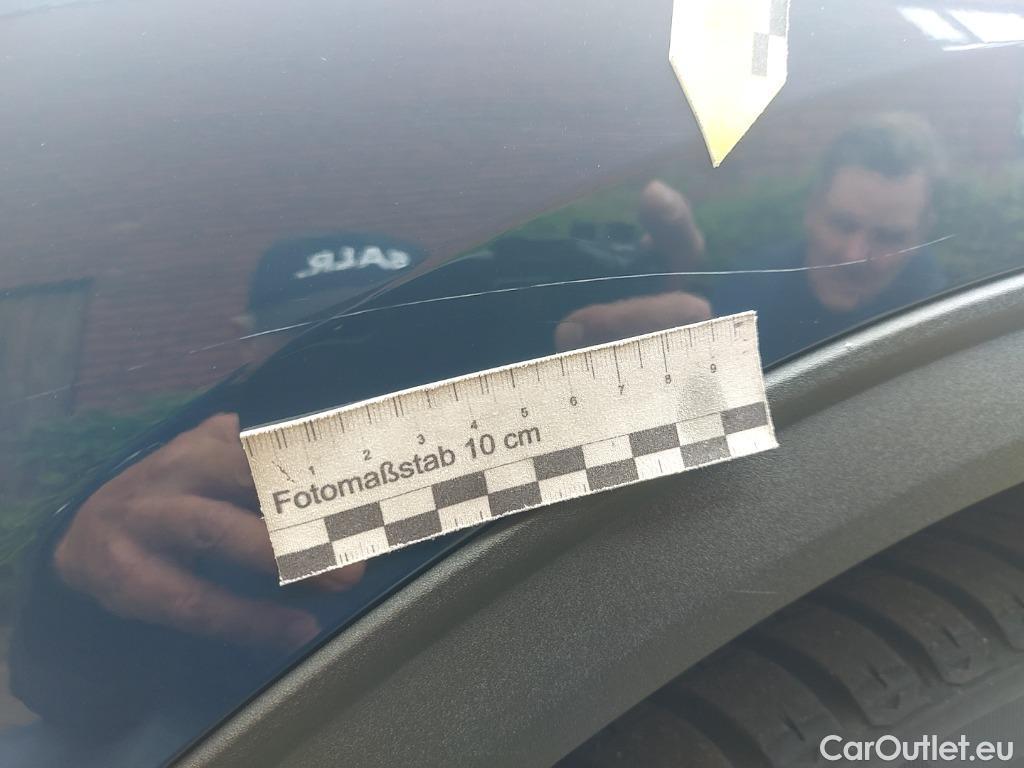 1 2 3 4 5 6 7 8 9
Fotomaßstab 10 cm
CarOutlet.eu